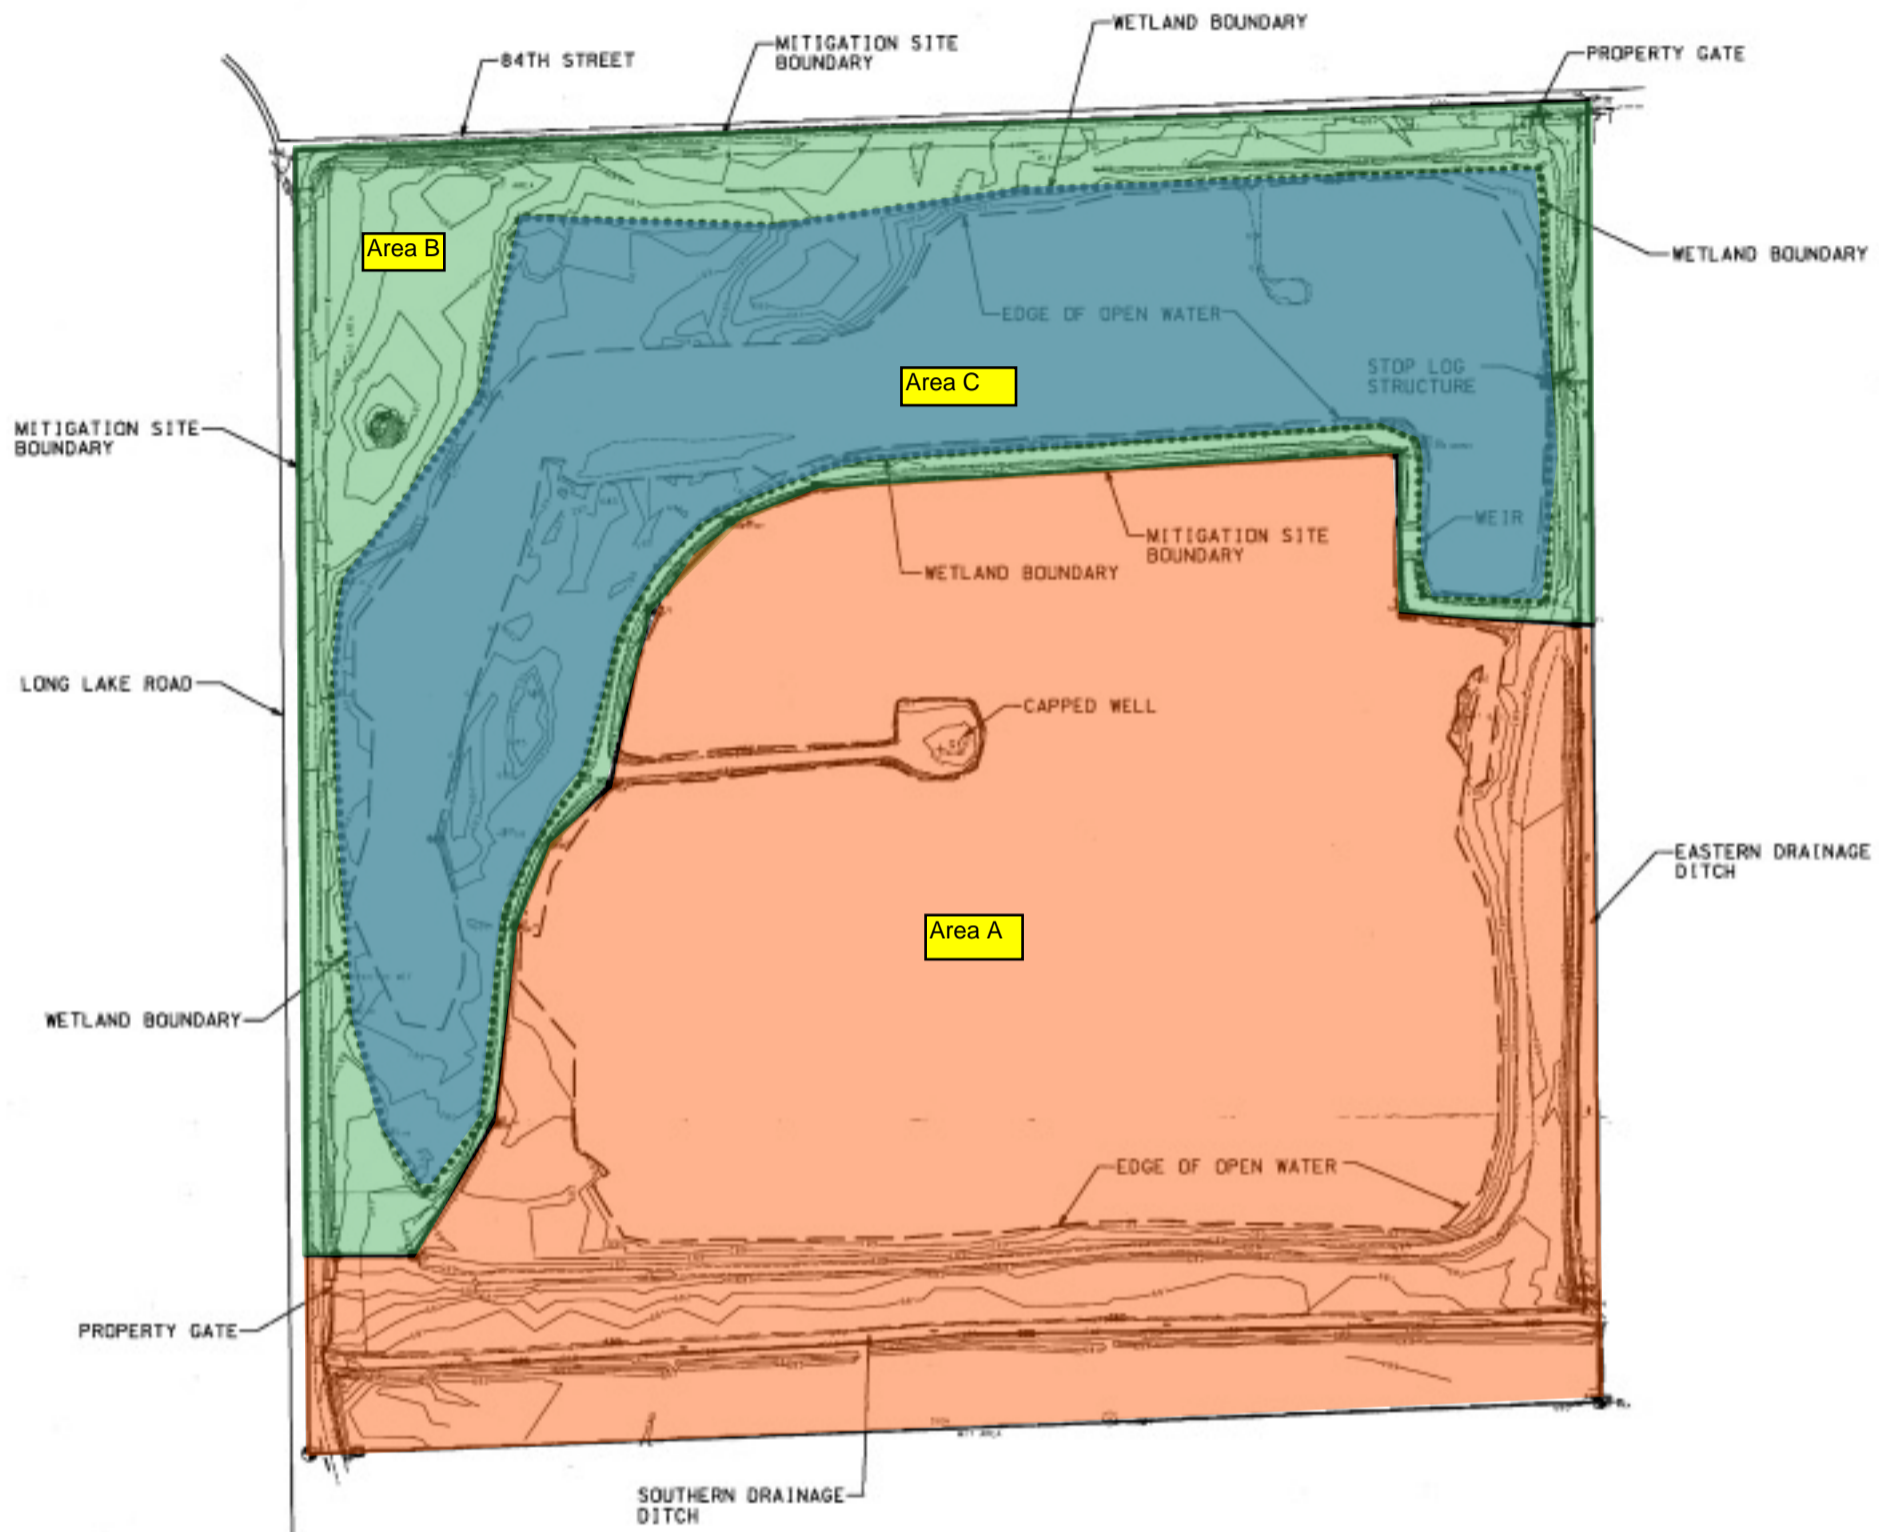 WETLAND BOUNDARY
84TH STREET
MITIGATION SITE
BOUNDARY
PROPERTY GATE
Area B
WETLAND BOUNDARY
EDGE OF OPEN WATER
STOP LOG
STRUCTURE
Area C
MITIGATION SITE
BOUNDARY
WEIR
MITIGATION SITE
BOUNDARY
WETLAND BOUNDARY
LONG LAKE ROAD
CAPPED WELL
EASTERN DRAINAGE
DITCH
Area A
WETLAND BOUNDARY
EDGE OF OPEN WATER
PROPERTY GATE
SOUTHERN DRAINAGE
DITCH